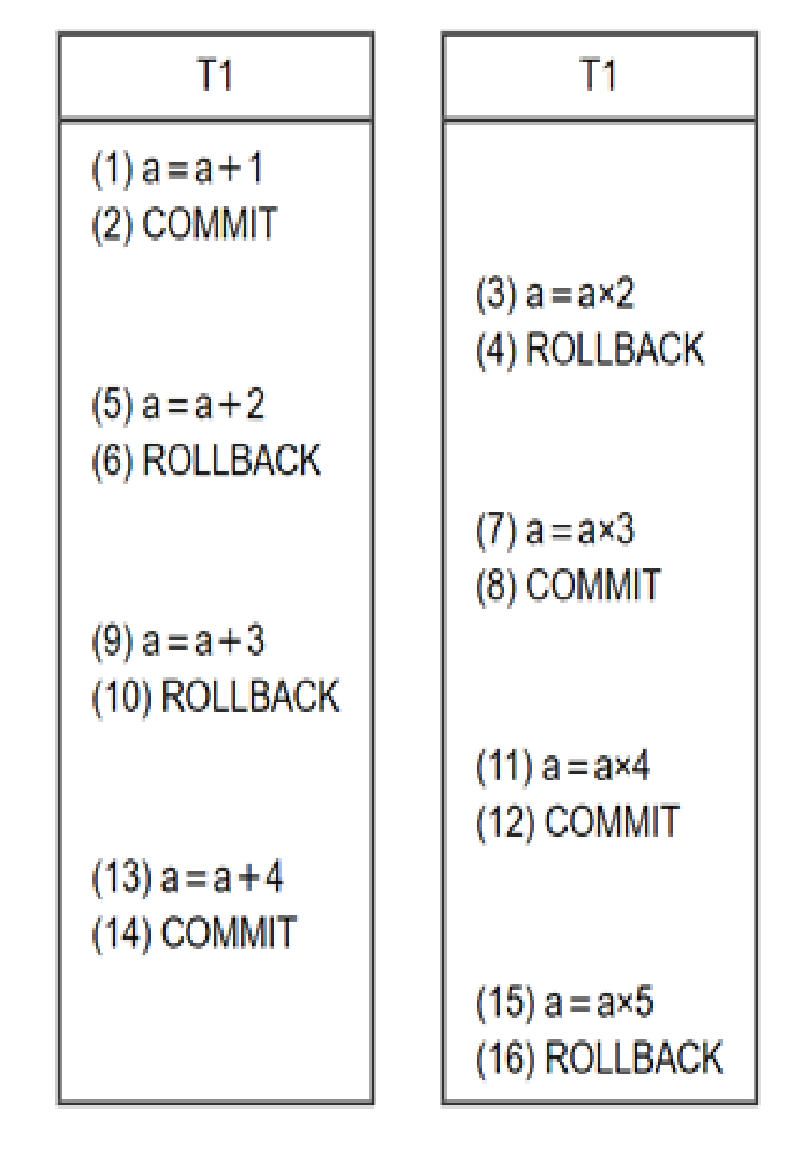 T1
(1) a=a+1
(2) COMMIT
(5) a=a+2
(6) ROLLBACK
(9) a=a+3
(10) ROLLBACK
(13) a=a+4
(14) COMMIT
T1
(3) a=a×2
(4) ROLLBACK
(7) a=a×3
(8) COMMIT
(11) a=a×4
(12) COMMIT
(15) a=a×5
(16) ROLLBACK